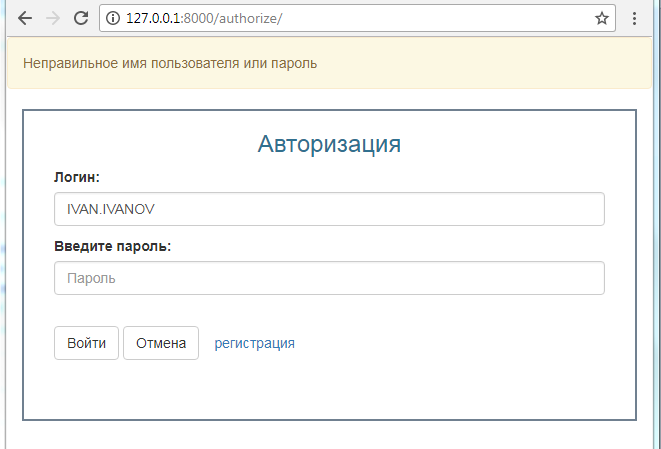 127.0.0.1:8000/authorize/
Неправильное имя пользователя или пароль
Авторизация
Логин:
IVAN.IVANOV
Введите пароль:
Пароль
Войти Отмена регистрация